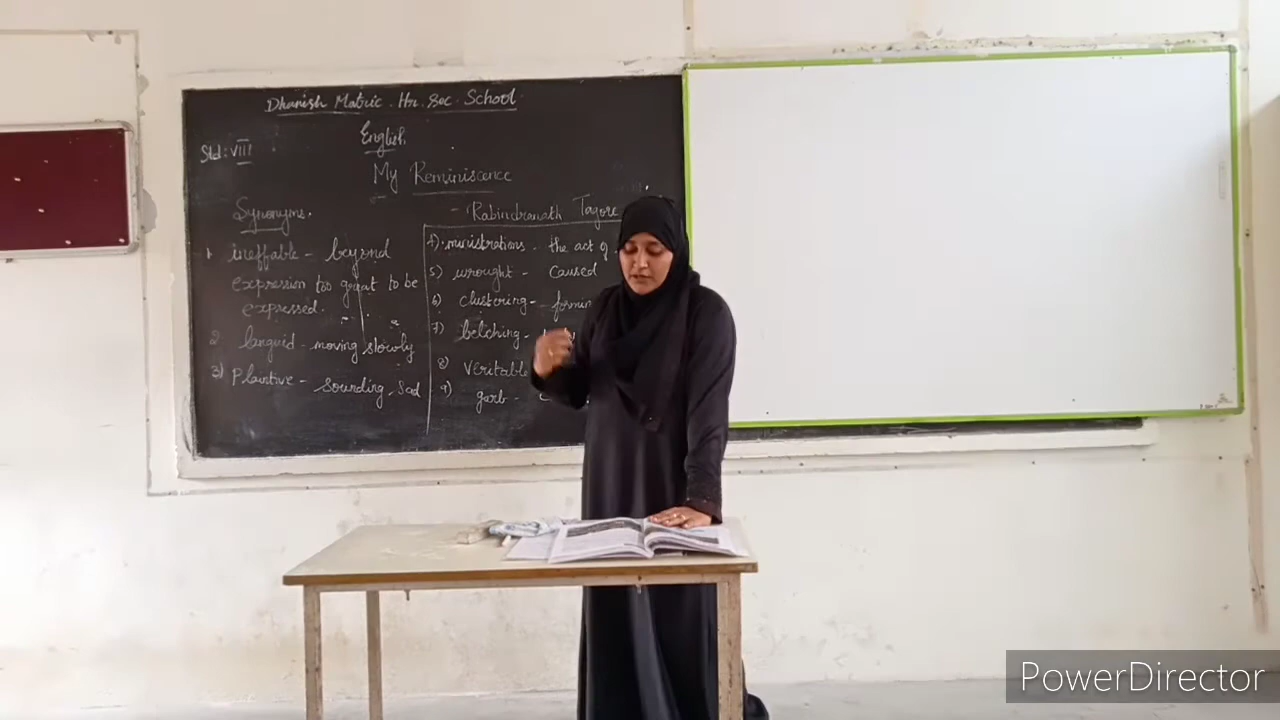 Dhanish Matric. Hr. Sec. School
English
Std: VIII
My Reminiscence
- Rabindranath Tagore
Synonyms.
1 ineffable - beyond
expression too great to be
expressed.
2 languid - moving slowly
3) Plaintive - sounding sad
4). ministrations - the act of
5) wrought - caused
6) clustering -
7) belching -
8) veritable
9) garb -
PowerDirector